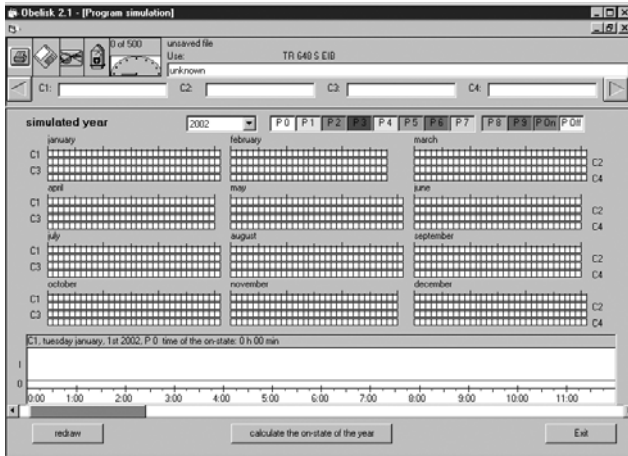 Obelisk 2.1 - [Program simulation]
0 of 500
unsaved file
Use: TR 648 S EIB
unknown
C1: C2: C3: C4:
simulated year 2002 P 0 P 1 P 2 P 3 P 4 P 5 P 6 P 7 P 8 P 9 P On P Off
january february march
C1 C2
C3 C4
april may june
C1 C2
C3 C4
july august september
C1 C2
C3 C4
october november december
C1 C2
C3 C4
C1, tuesday january, 1st 2002, P 0 time of the on-state: 0 h 00 min
I
0
0:00 1:00 2:00 3:00 4:00 5:00 6:00 7:00 8:00 9:00 10:00 11:00
redraw calculate the on-state of the year Exit